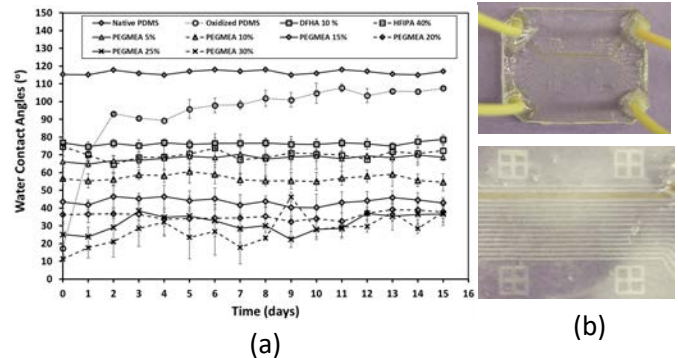 (a)
Native PDMS Oxidized PDMS DFHA 10 % HFIPA 40%
PEGMEA 5% PEGMEA 10% PEGMEA 15% PEGMEA 20%
PEGMEA 25% PEGMEA 30%
Water Contact Angles (°)
150
140
130
120
110
100
90
80
70
60
50
40
30
20
10
0
0 1 2 3 4 5 6 7 8 9 10 11 12 13 14 15 16
Time (days)
(a)
(b)